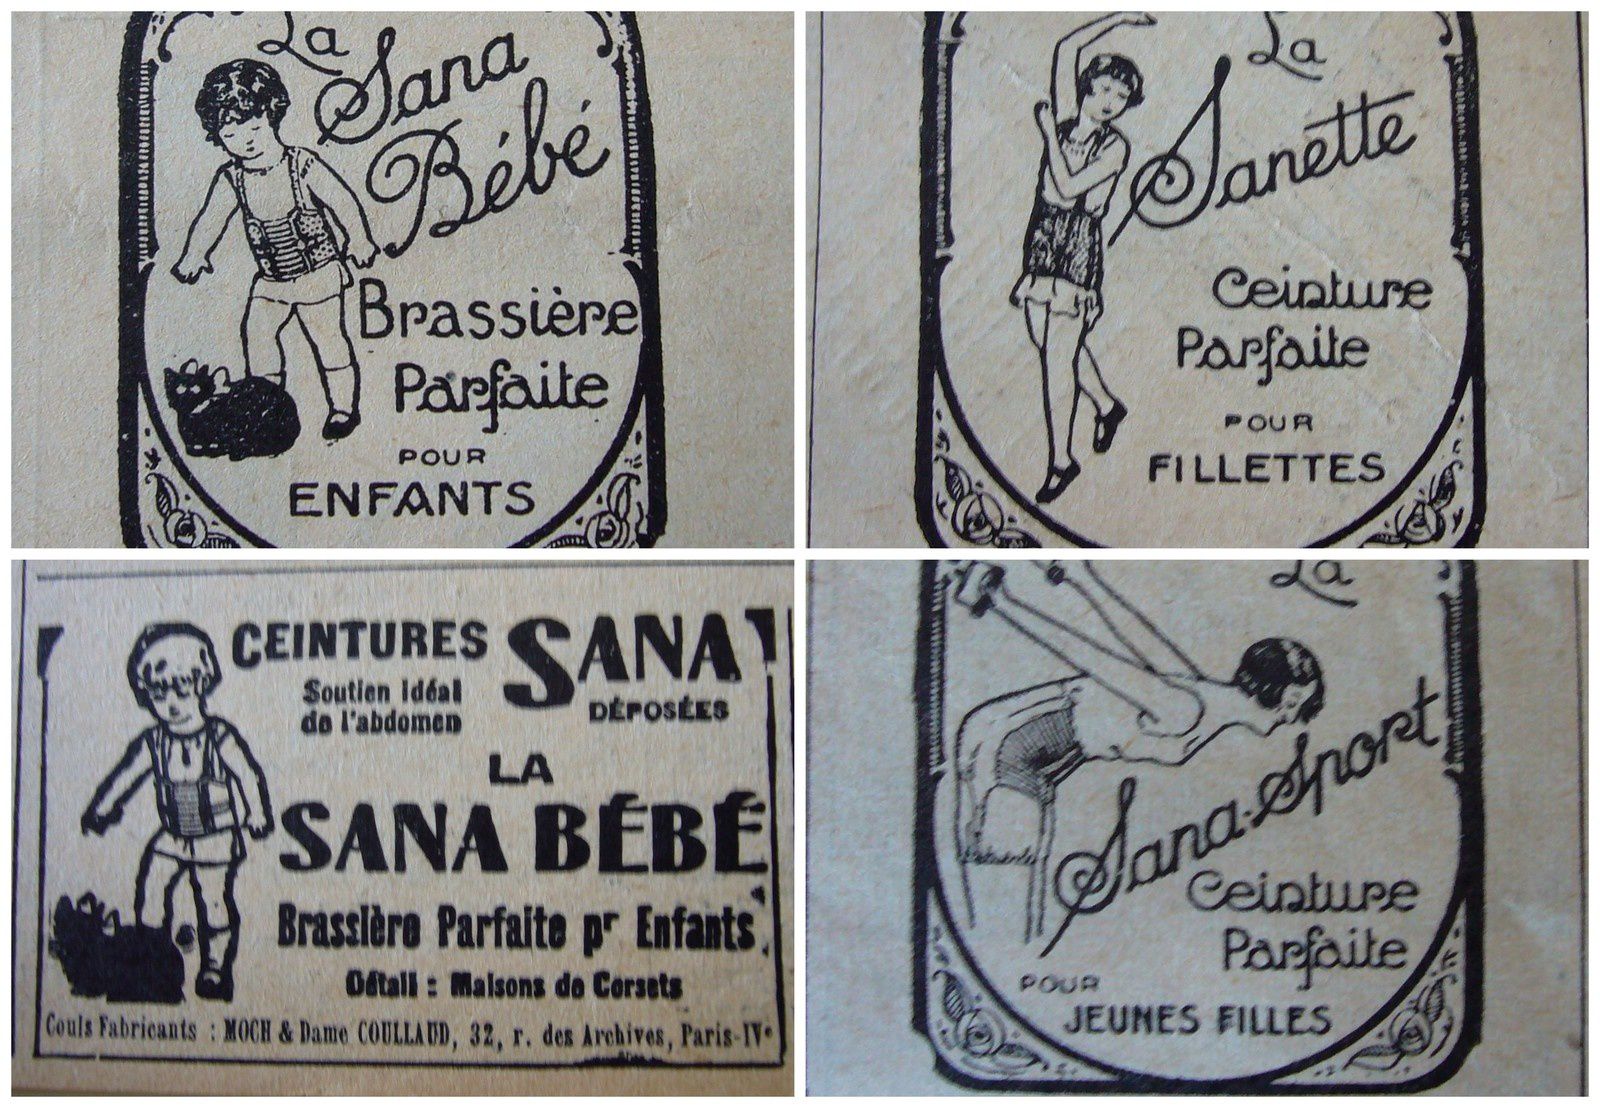 La
Sana
Bébé
Brassière
Parfaite
POUR
ENFANTS
La
Sanette
Ceinture
Parfaite
POUR
FILLETTES
CEINTURES SANA
Soutien idéal
de l'abdomen
DÉPOSÉES
LA
SANA BÉBÉ
Brassière Parfaite pr Enfants
Détail : Maisons de Corsets
Couls Fabricants : MOCH & Dame COULLAUD, 32, r. des Archives, Paris-IVe
La
Sana-Sport
Ceinture
Parfaite
POUR
JEUNES FILLES